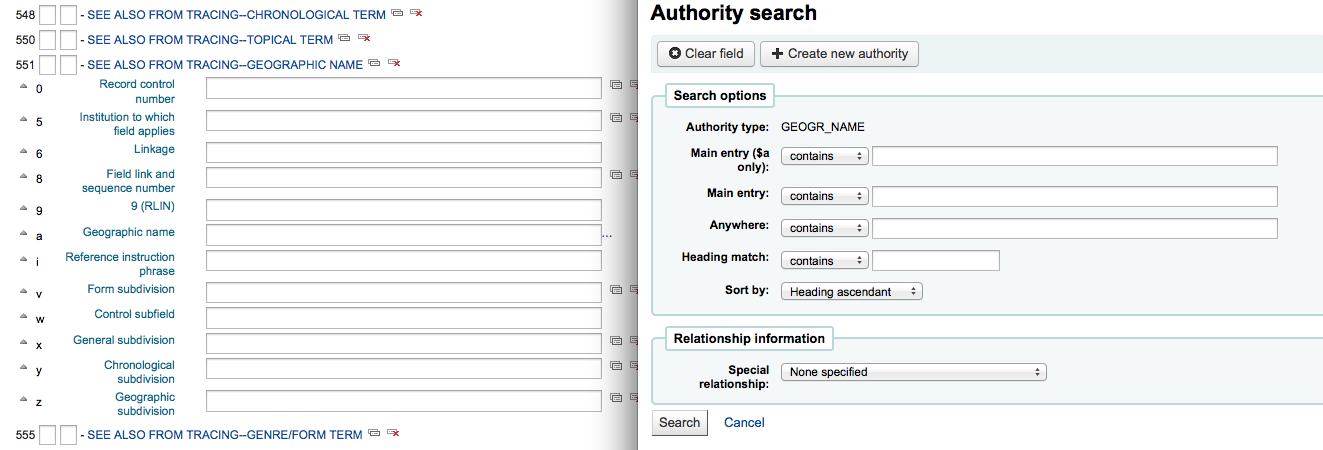 548 - SEE ALSO FROM TRACING--CHRONOLOGICAL TERM
550 - SEE ALSO FROM TRACING--TOPICAL TERM
551 - SEE ALSO FROM TRACING--GEOGRAPHIC NAME
0 Record control
number
5 Institution to which
field applies
6 Linkage
8 Field link and
sequence number
9 9 (RLIN)
a Geographic name ...
i Reference instruction
phrase
v Form subdivision
w Control subfield
x General subdivision
y Chronological
subdivision
z Geographic
subdivision
555 - SEE ALSO FROM TRACING--GENRE/FORM TERM
Authority search
Clear field + Create new authority
Search options
Authority type: GEOGR_NAME
Main entry ($a
only): contains
Main entry: contains
Anywhere: contains
Heading match: contains
Sort by: Heading ascendant
Relationship information
Special
relationship: None specified
Search Cancel